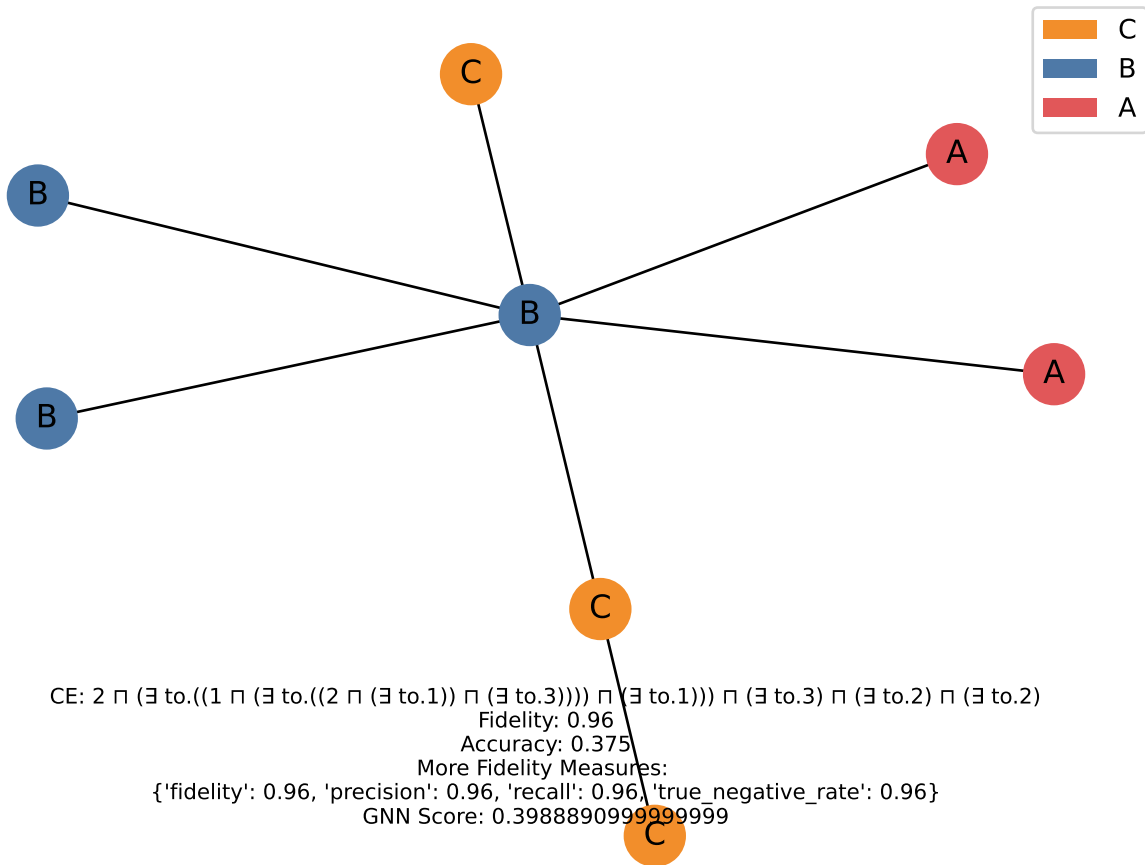 C
B
A
C
A
B
B
A
B
C
CE: 2 ⊓ (∃ to.((1 ⊓ (∃ to.((2 ⊓ (∃ to.1)) ⊓ (∃ to.3)))) ⊓ (∃ to.1))) ⊓ (∃ to.3) ⊓ (∃ to.2) ⊓ (∃ to.2)
Fidelity: 0.96
Accuracy: 0.375
More Fidelity Measures:
{'fidelity': 0.96, 'precision': 0.96, 'recall': 0.96, 'true_negative_rate': 0.96}
GNN Score: 0.3988890999999999
C